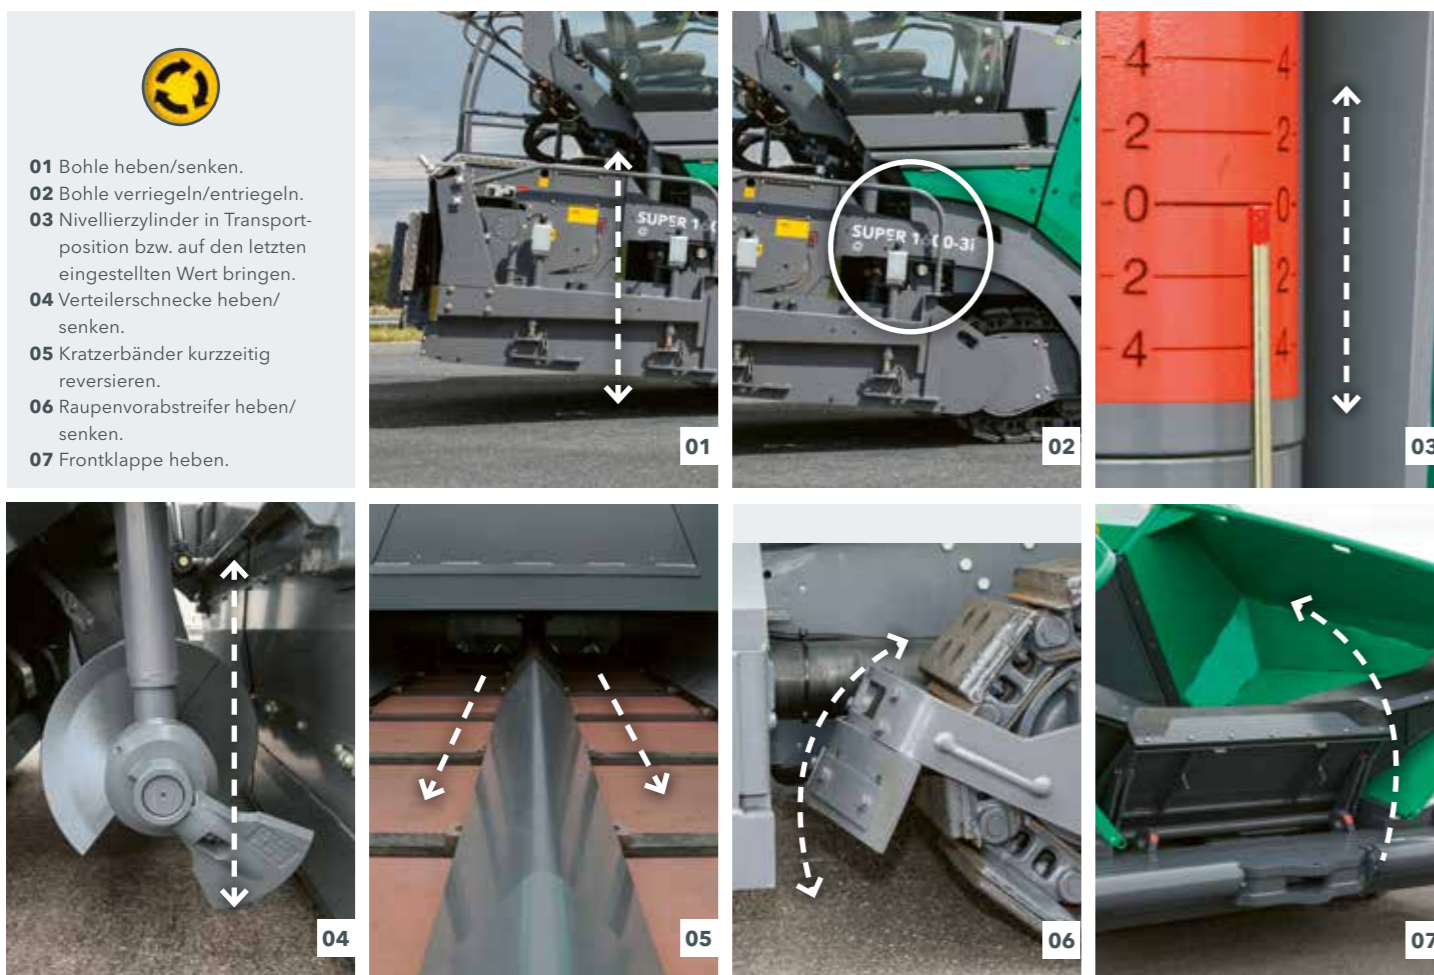 01 Bohle heben/senken.
02 Bohle verriegeln/entriegeln.
03 Nivellierzylinder in Transport-
position bzw. auf den letzten
eingestellten Wert bringen.
04 Verteilerschnecke heben/
senken.
05 Kratzerbänder kurzzeitig
reversieren.
06 Raupenvorabstreifer heben/
senken.
07 Frontklappe heben.
SUPER
01
SUPER 1600-3i
02
4 4
2 2
0 0
2 2
4 4
03
04
05
06
07